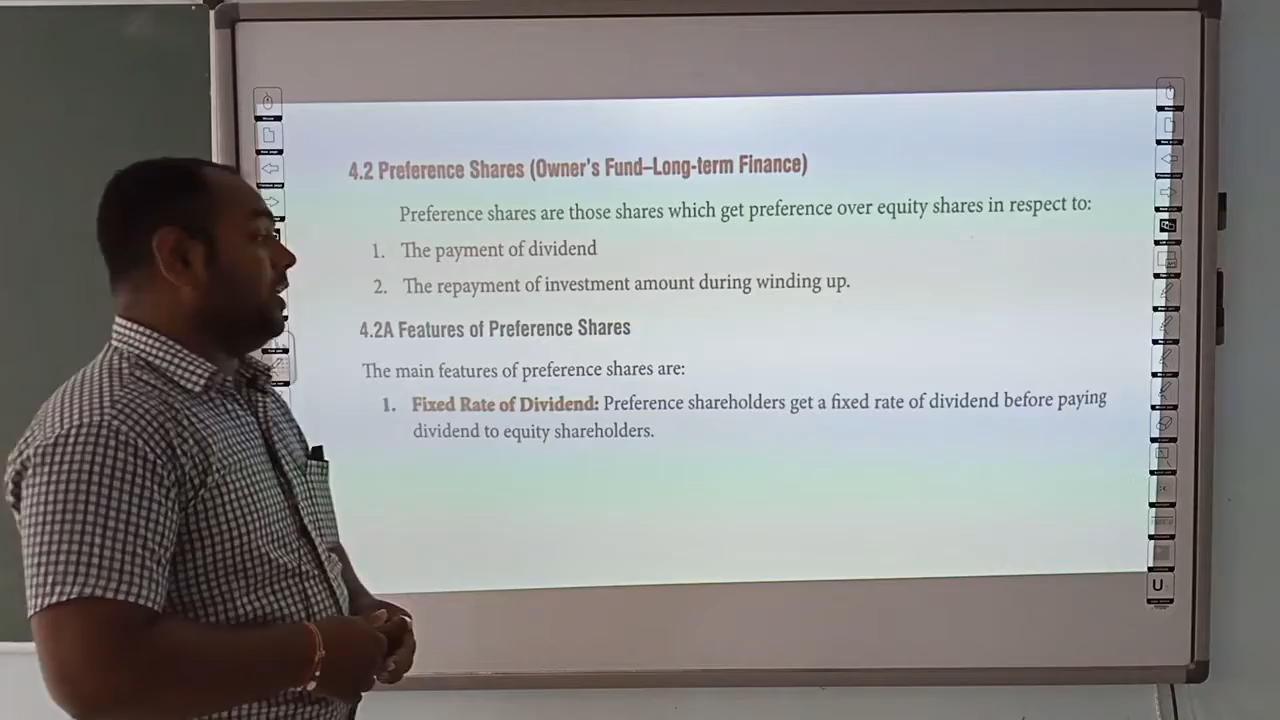 4.2 Preference Shares (Owner's Fund–Long-term Finance)
Preference shares are those shares which get preference over equity shares in respect to:
1. The payment of dividend
2. The repayment of investment amount during winding up.
4.2A Features of Preference Shares
The main features of preference shares are:
1. Fixed Rate of Dividend: Preference shareholders get a fixed rate of dividend before paying
dividend to equity shareholders.